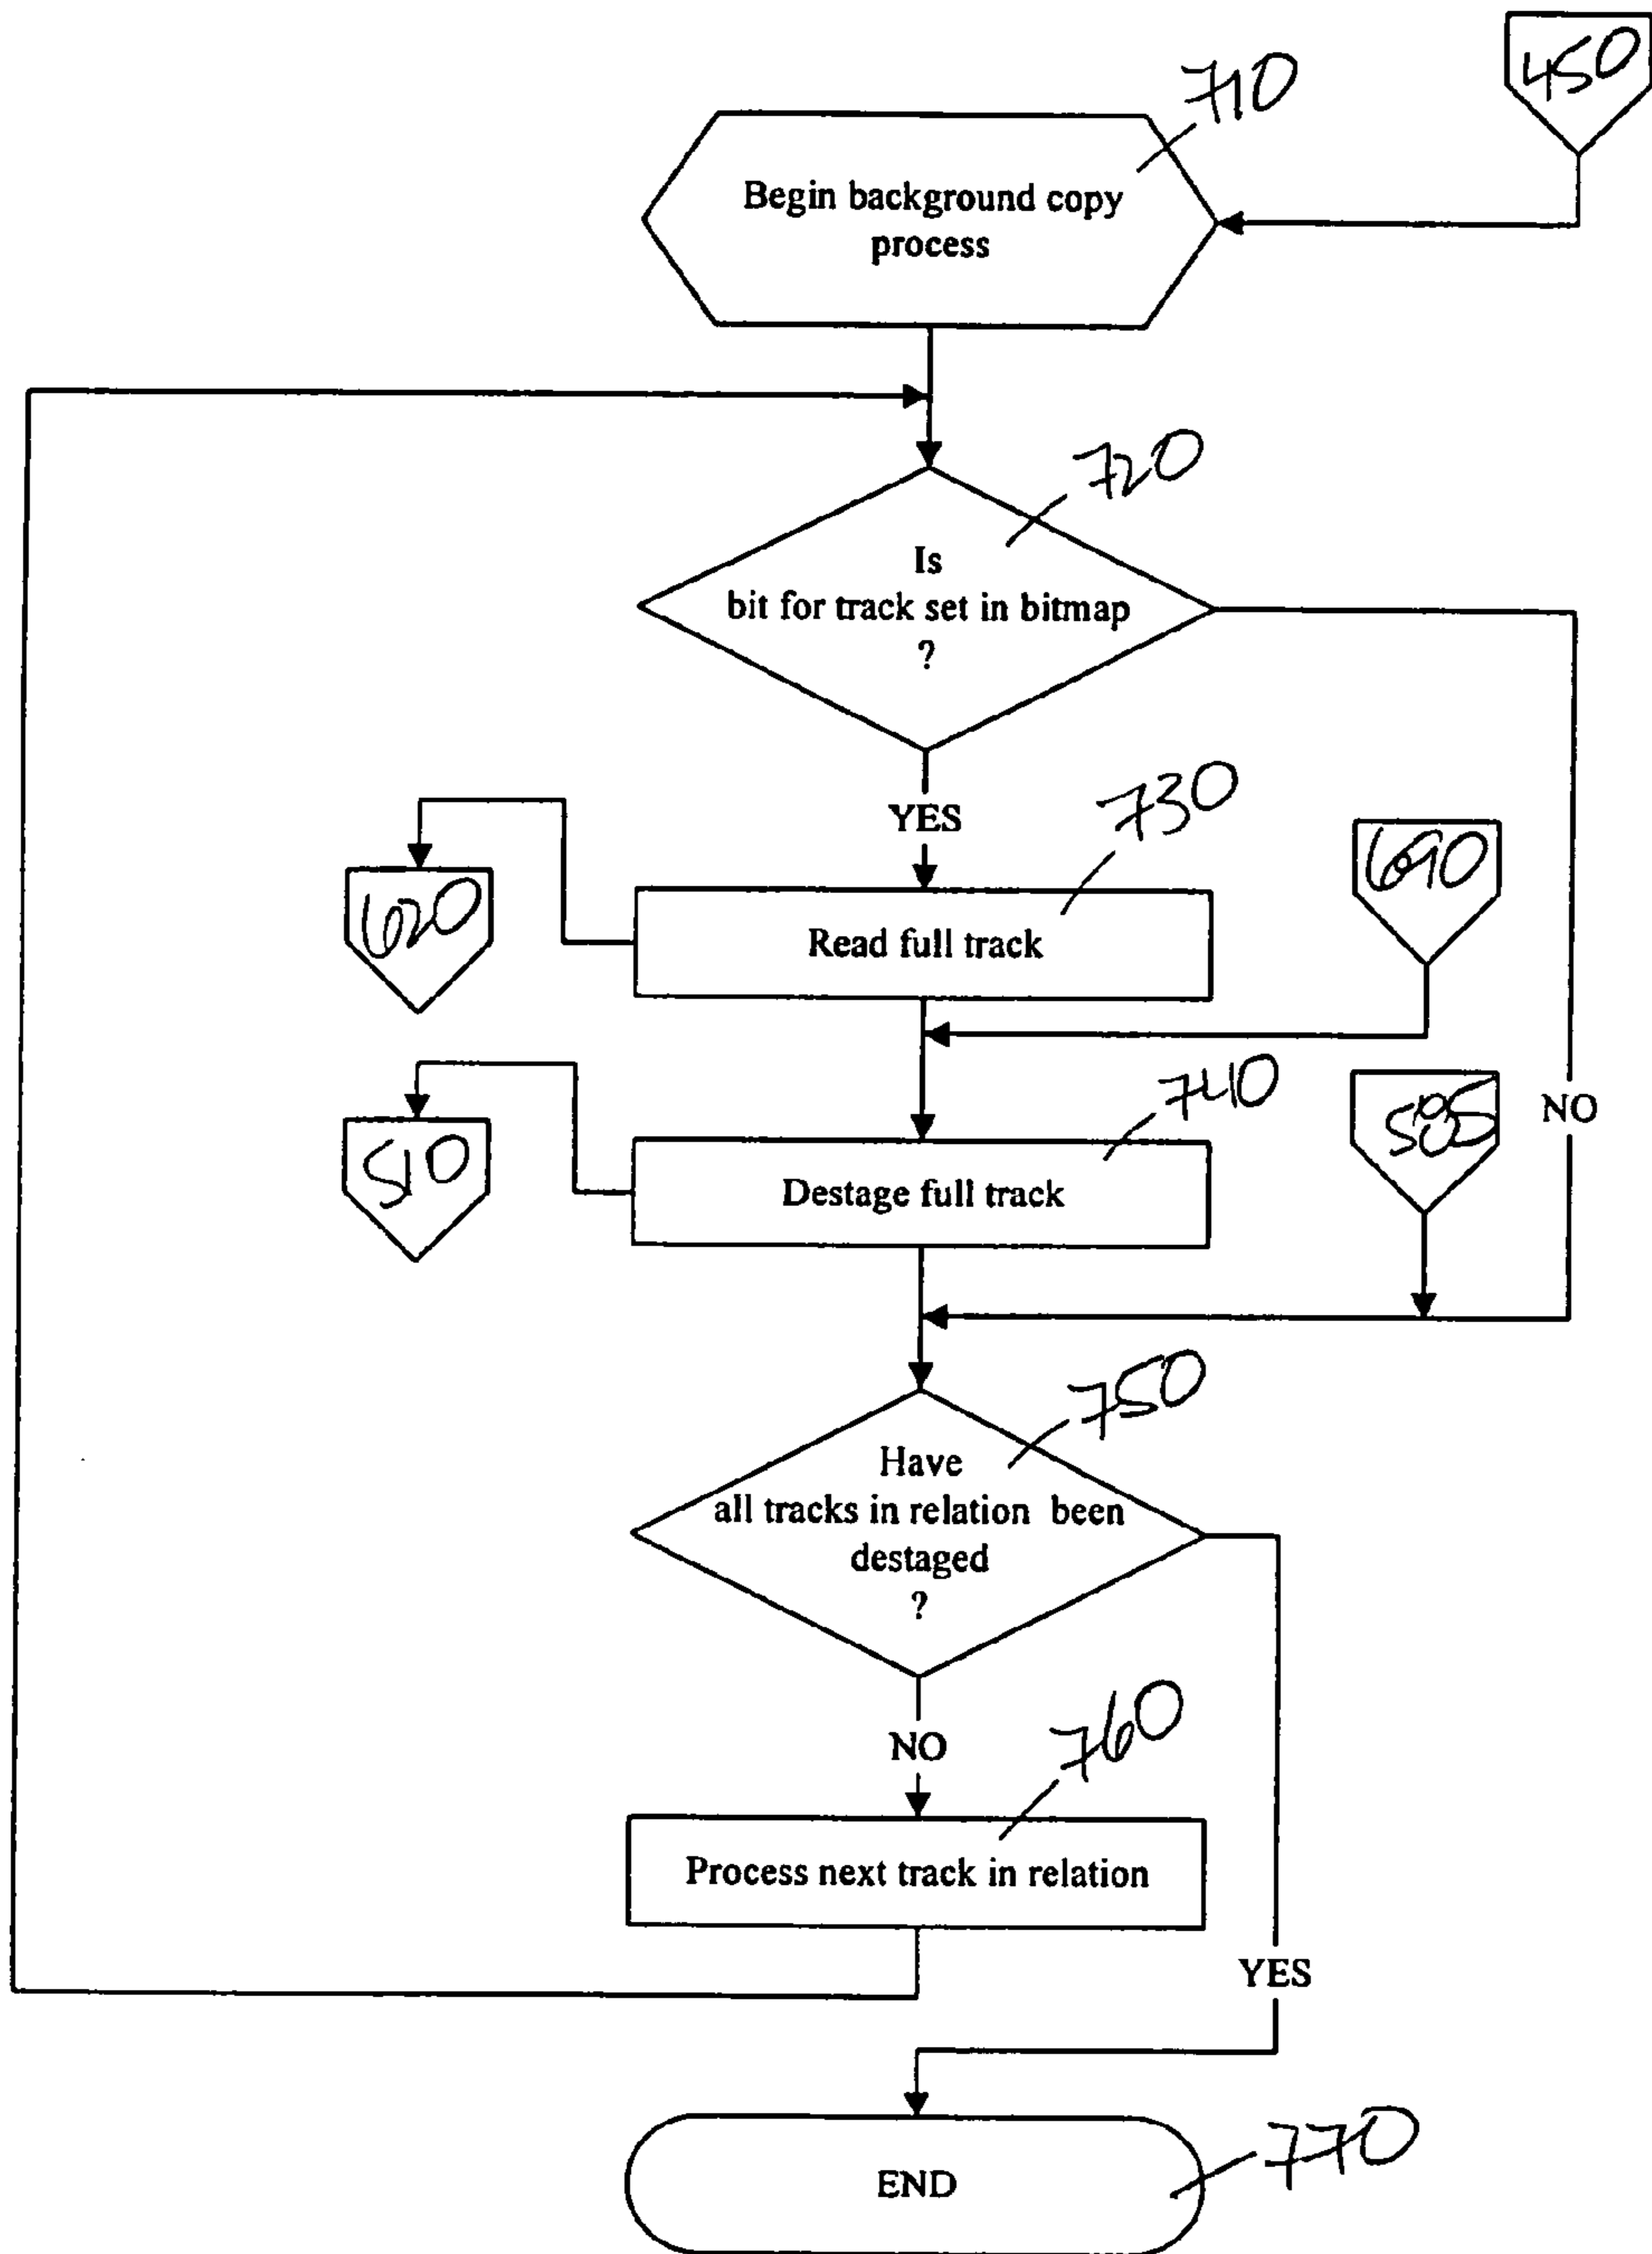 450
710
Begin background copy
process
720
Is
bit for track set in bitmap
?
YES
730
690
620
Read full track
740
NO
510
Destage full track
750
Have
all tracks in relation been
destaged
?
NO
760
Process next track in relation
YES
END
770